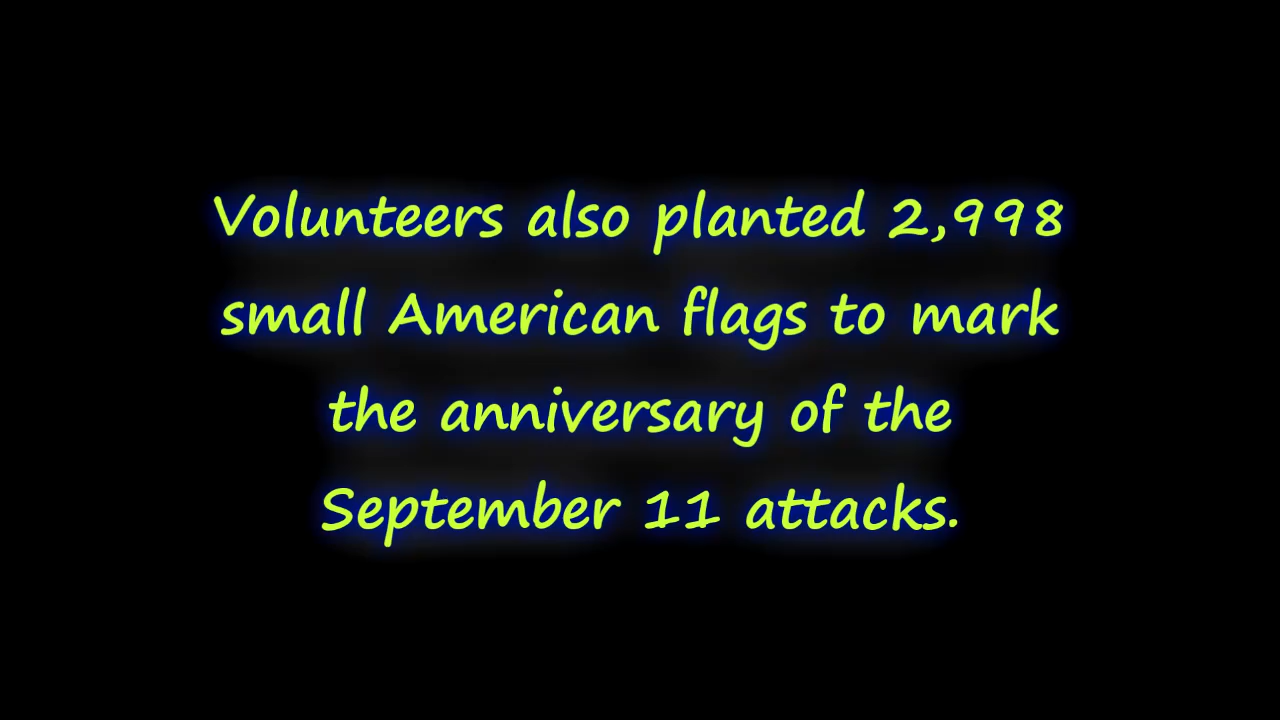 Volunteers also planted 2,998
small American flags to mark
the anniversary of the
September 11 attacks.